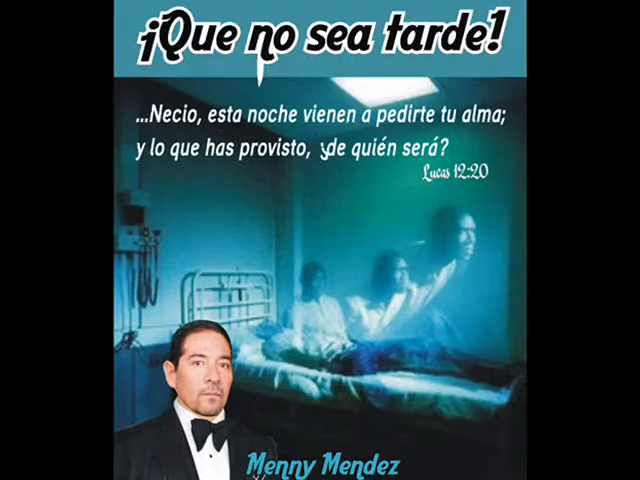 ¡Que no sea tarde!
...Necio, esta noche vienen a pedirte tu alma;
y lo que has provisto, ¿de quién será?
Lucas 12:20
Menny Mendez